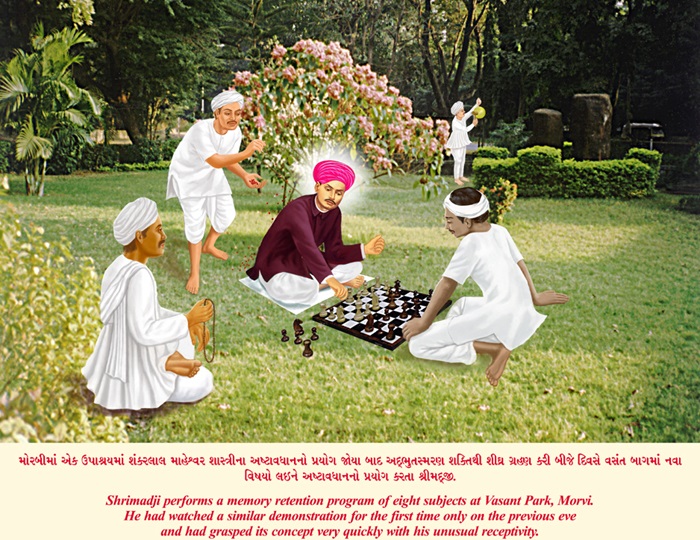 મોરબીમાં એક ઉપાશ્રયમાં શંકરલાલ માહેશ્વર શાસ્ત્રીના અષ્ટાવધાનનો પ્રયોગ જોયા બાદ અદ્ભુતસ્મરણ શક્તિથી શીઘ્ર ગ્રહણ કરી બીજે દિવસે વસંત બાગમાં નવા
વિષયો લઇને અષ્ટાવધાનનો પ્રયોગ કરતા શ્રીમદ્જી.
Shrimadji performs a memory retention program of eight subjects at Vasant Park, Morvi.
He had watched a similar demonstration for the first time only on the previous eve
and had grasped its concept very quickly with his unusual receptivity.